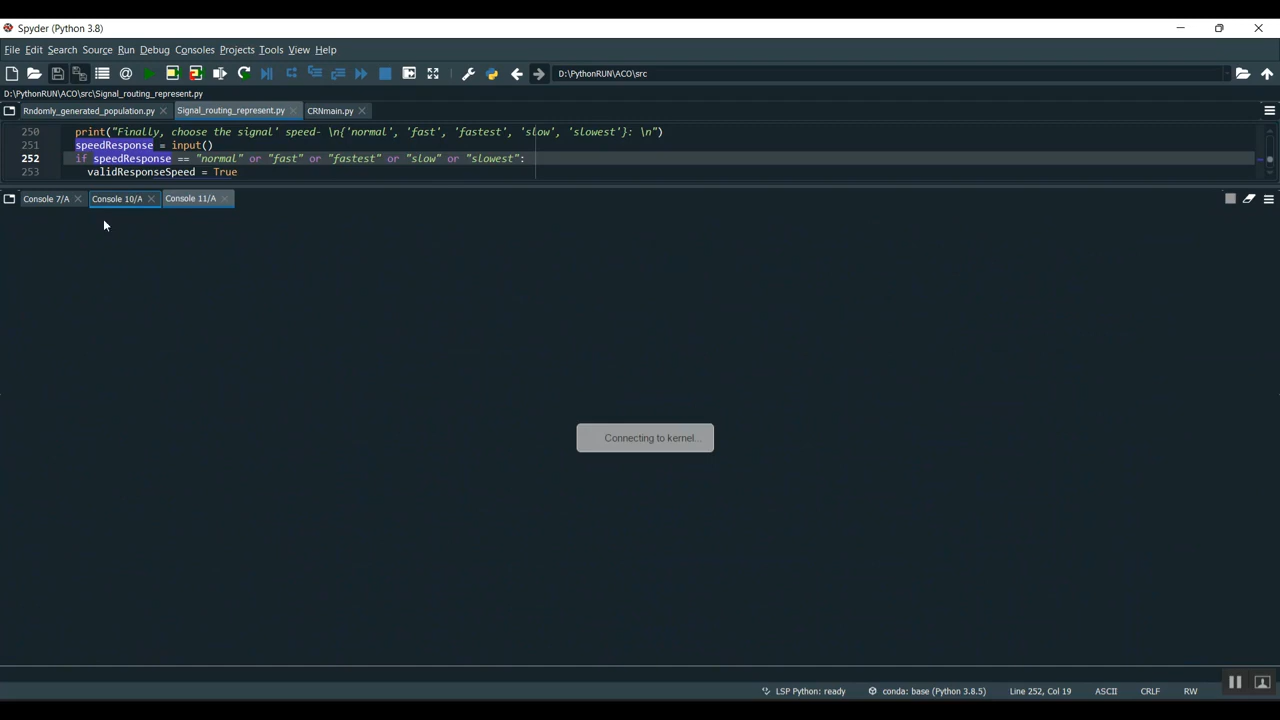 Spyder (Python 3.8)
File Edit Search Source Run Debug Consoles Projects Tools View Help
D:\PythonRUN\ACO\src
D:\PythonRUN\ACO\src\Signal_routing_represent.py
Rndomly_generated_population.py Signal_routing_represent.py CRNmain.py
250 print("Finally, choose the signal' speed- \n{'normal', 'fast', 'fastest', 'slow', 'slowest'}: \n")
251 speedResponse = input()
252 if speedResponse == "normal" or "fast" or "fastest" or "slow" or "slowest":
253 validResponseSpeed = True
Console 7/A Console 10/A Console 11/A
Connecting to kernel...
LSP Python: ready conda: base (Python 3.8.5) Line 252, Col 19 ASCII CRLF RW